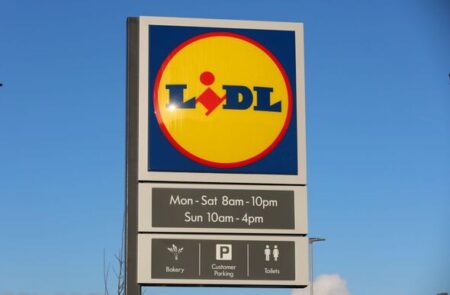 LiDL
Mon - Sat 8am - 10pm
Sun 10am - 4pm
Bakery
P
Customer
Parking
Toilets